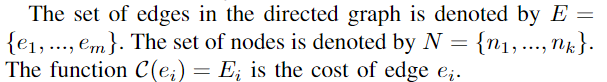 The set of edges in the directed graph is denoted by E =
{e₁, ..., eₘ}. The set of nodes is denoted by N = {n₁, ..., nₖ}.
The function 𝒞(eᵢ) = Eᵢ is the cost of edge eᵢ.